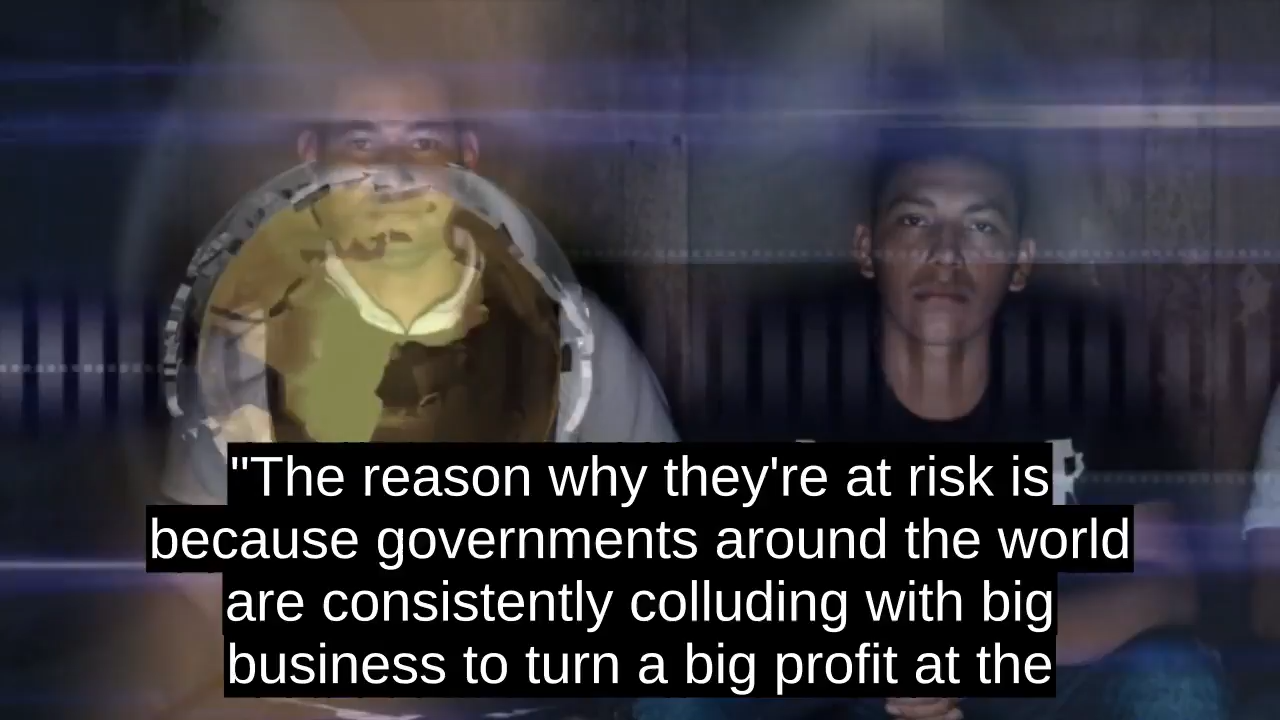 "The reason why they're at risk is
because governments around the world
are consistently colluding with big
business to turn a big profit at the